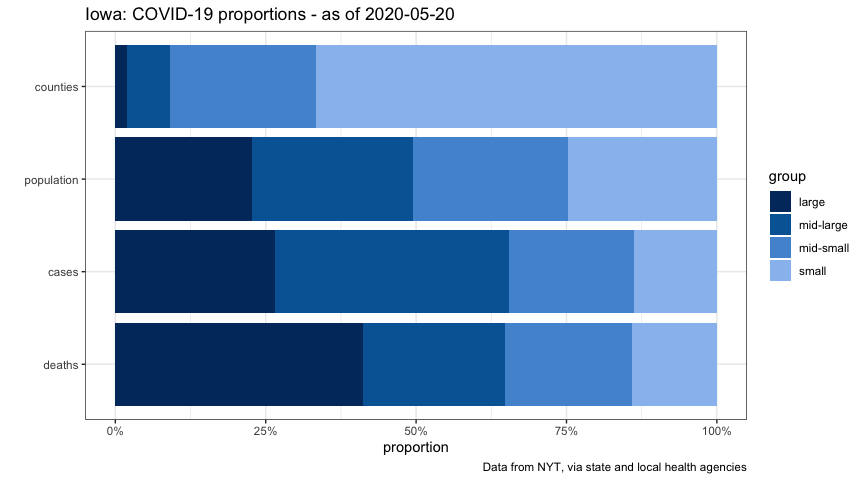 Iowa: COVID-19 proportions - as of 2020-05-20
counties
population
cases
deaths
0%
25%
50%
75%
100%
proportion
group
large
mid-large
mid-small
small
Data from NYT, via state and local health agencies